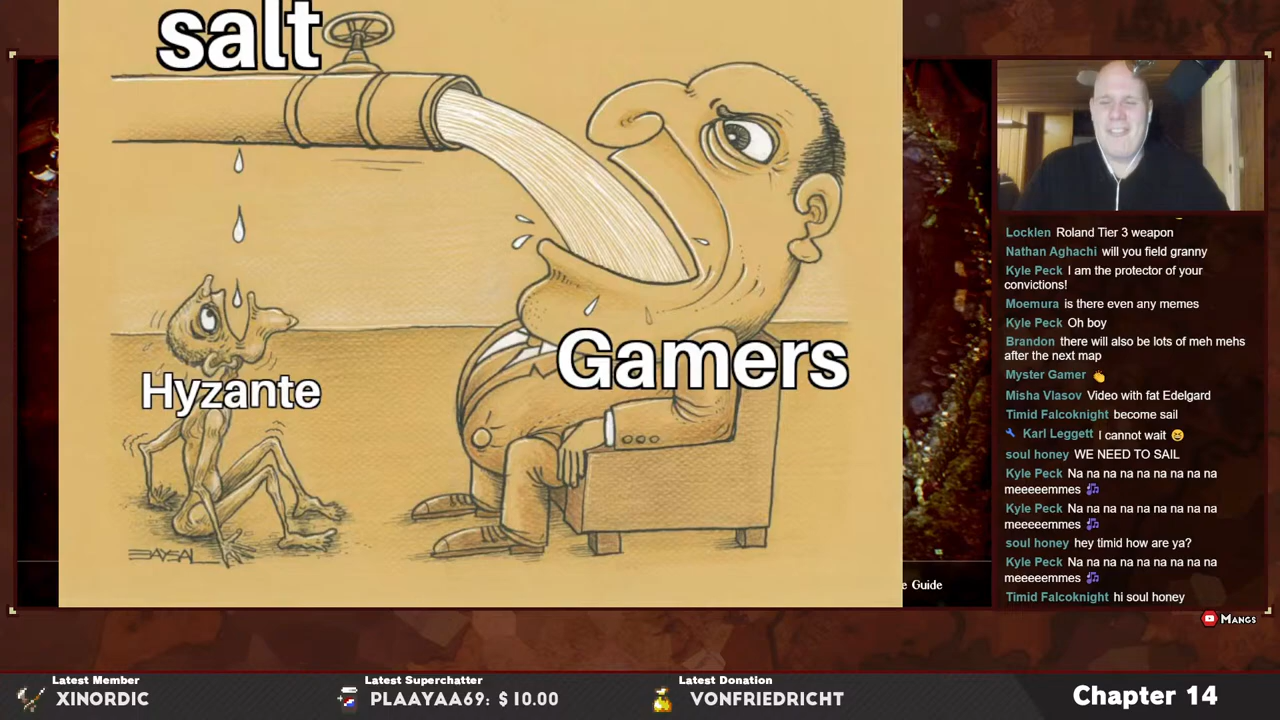 salt
Gamers
Hyzante
BAYSAL
e Guide
Locklen Roland Tier 3 weapon
Nathan Aghachi will you field granny
Kyle Peck I am the protector of your
convictions!
Moemura is there even any memes
Kyle Peck Oh boy
Brandon there will also be lots of meh mehs
after the next map
Myster Gamer 👏
Misha Vlasov Video with fat Edelgard
Timid Falcoknight become sail
Karl Leggett I cannot wait 😆
soul honey WE NEED TO SAIL
Kyle Peck Na na na na na na na na na
meeeeemmes 🎶
Kyle Peck Na na na na na na na na na
meeeeemmes 🎶
soul honey hey timid how are ya?
Kyle Peck Na na na na na na na na na
meeeeemmes 🎶
Timid Falcoknight hi soul honey
Mangs
Latest Member
XINORDIC
Latest Superchatter
PLAAYAA69: $10.00
Latest Donation
VONFRIEDRICHT
Chapter 14